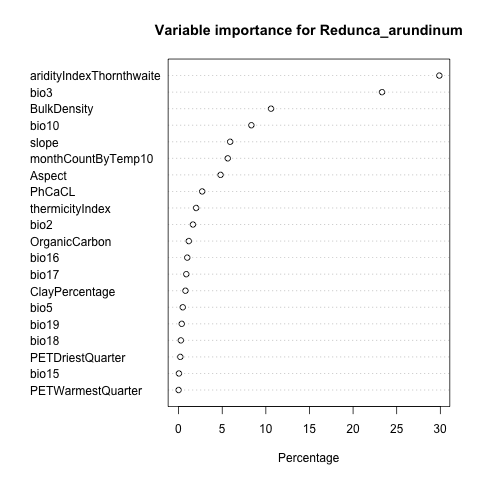 Variable importance for Redunca_arundinum
aridityIndexThornthwaite
bio3
BulkDensity
bio10
slope
monthCountByTemp10
Aspect
PhCaCL
thermicityIndex
bio2
OrganicCarbon
bio16
bio17
ClayPercentage
bio5
bio19
bio18
PETDriestQuarter
bio15
PETWarmestQuarter
0 5 10 15 20 25 30
Percentage